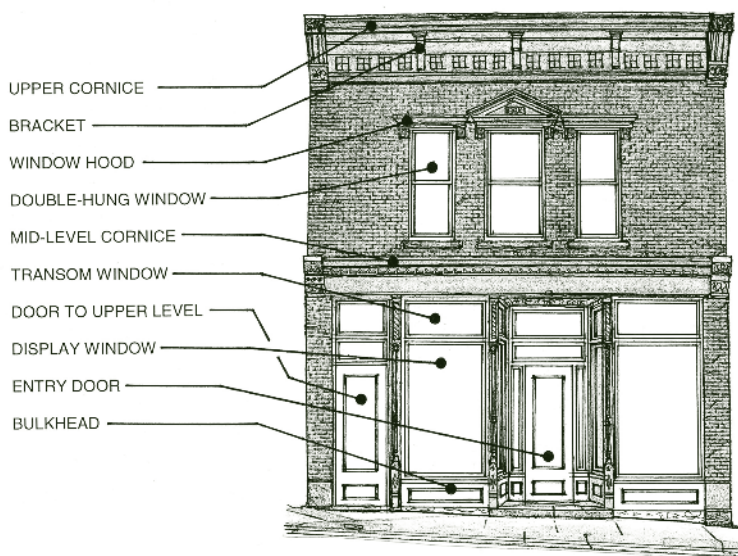 UPPER CORNICE
BRACKET
WINDOW HOOD
DOUBLE-HUNG WINDOW
MID-LEVEL CORNICE
TRANSOM WINDOW
DOOR TO UPPER LEVEL
DISPLAY WINDOW
ENTRY DOOR
BULKHEAD